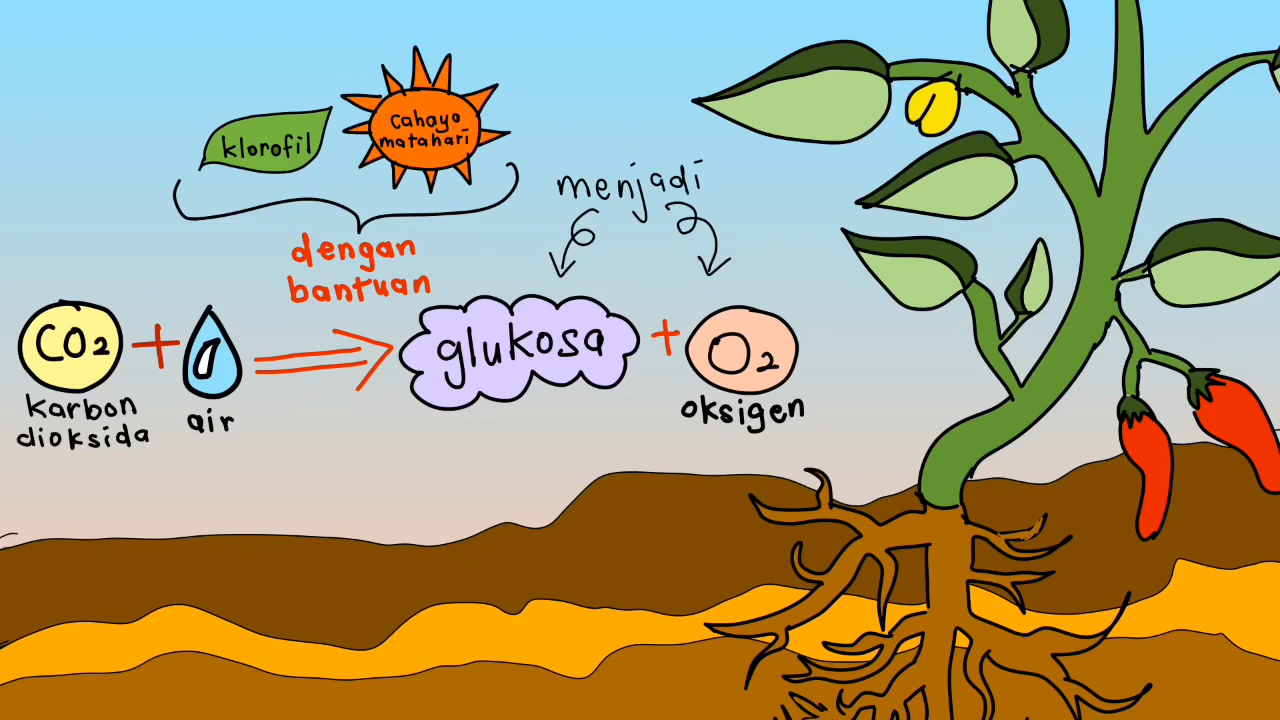 klorofil
cahaya
matahari
menjadi
dengan
bantuan
CO2 + => glukosa + O2
karbon
dioksida
air
oksigen